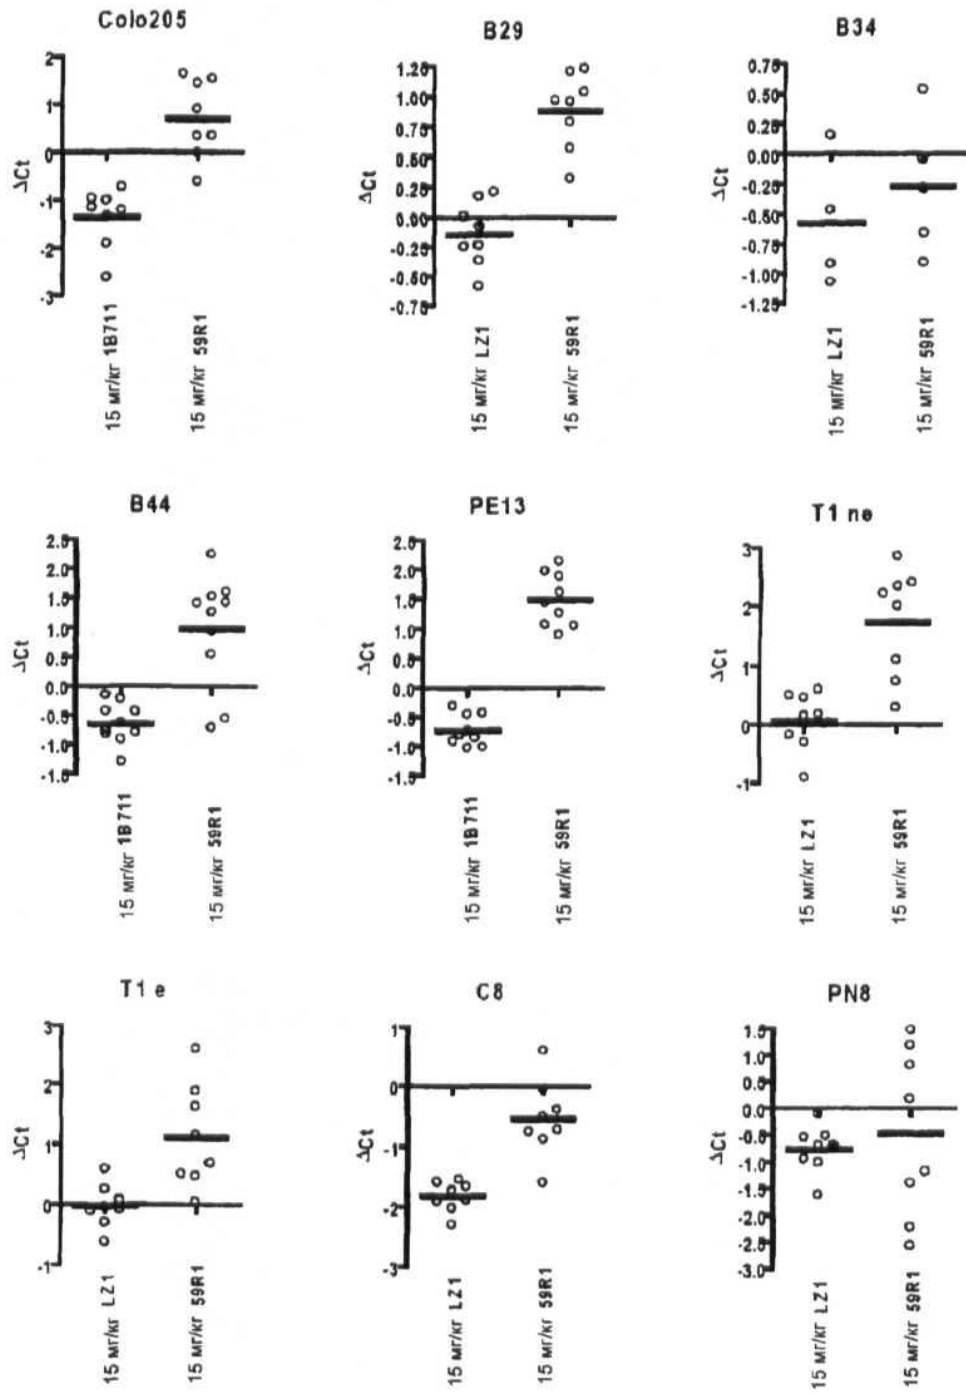 Colo205
2
1
0
-1
-2
-3
ΔCt
15 мг/кг 1B711
15 мг/кг 59R1
B29
1.25
1.00
0.75
0.50
0.25
0.00
-0.25
-0.50
-0.75
ΔCt
15 мг/кг LZ1
15 мг/кг 59R1
B34
0.75
0.50
0.25
0.00
-0.25
-0.50
-0.75
-1.00
-1.25
ΔCt
15 мг/кг LZ1
15 мг/кг 59R1
B44
2.5
2.0
1.5
1.0
0.5
0.0
-0.5
-1.0
-1.5
ΔCt
15 мг/кг 1B711
15 мг/кг 59R1
PE13
2.5
2.0
1.5
1.0
0.5
0.0
-0.5
-1.0
-1.5
ΔCt
15 мг/кг 1B711
15 мг/кг 59R1
T1 ne
3
2
1
0
-1
ΔCt
15 мг/кг LZ1
15 мг/кг 59R1
T1 e
3
2
1
0
-1
ΔCt
15 мг/кг LZ1
15 мг/кг 59R1
C8
1
0
-1
-2
-3
ΔCt
15 мг/кг LZ1
15 мг/кг 59R1
PN8
1.5
1.0
0.5
0.0
-0.5
-1.0
-1.5
-2.0
-2.5
-3.0
ΔCt
15 мг/кг LZ1
15 мг/кг 59R1